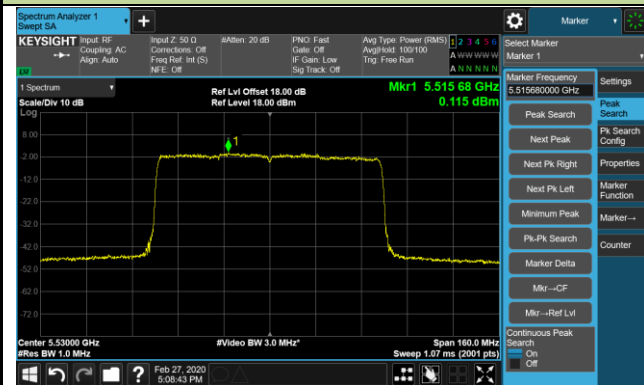 Spectrum Analyzer 1
Swept SA
Marker
KEYSIGHT
Input: RF
Coupling: AC
Align: Auto
Input Z: 50 Ω
Corrections: Off
Freq Ref: Int (S)
NFE: Off
#Atten: 20 dB
PNO: Fast
Gate: Off
IF Gain: Low
Sig Track: Off
Avg Type: Power (RMS)
Avg|Hold: 100/100
Trig: Free Run
1 2 3 4 5 6
A W W W W W
A N N N N N
Select Marker
Marker 1
1 Spectrum
Scale/Div 10 dB
Log
Ref Lvl Offset 18.00 dB
Ref Level 18.00 dBm
Mkr1 5.515 68 GHz
0.115 dBm
Marker Frequency
5.515680000 GHz
Peak Search
Next Peak
Next Pk Right
Next Pk Left
Minimum Peak
Pk-Pk Search
Marker Delta
Mkr→CF
Mkr→Ref Lvl
Continuous Peak
Search
On
Off
Settings
Peak
Search
Pk Search
Config
Properties
Marker
Function
Marker→
Counter
8.00
-2.00
-12.0
-22.0
-32.0
-42.0
-52.0
-62.0
-72.0
1
Center 5.53000 GHz
#Res BW 1.0 MHz
#Video BW 3.0 MHz*
Span 160.0 MHz
Sweep 1.07 ms (2001 pts)
Feb 27, 2020
5:08:43 PM